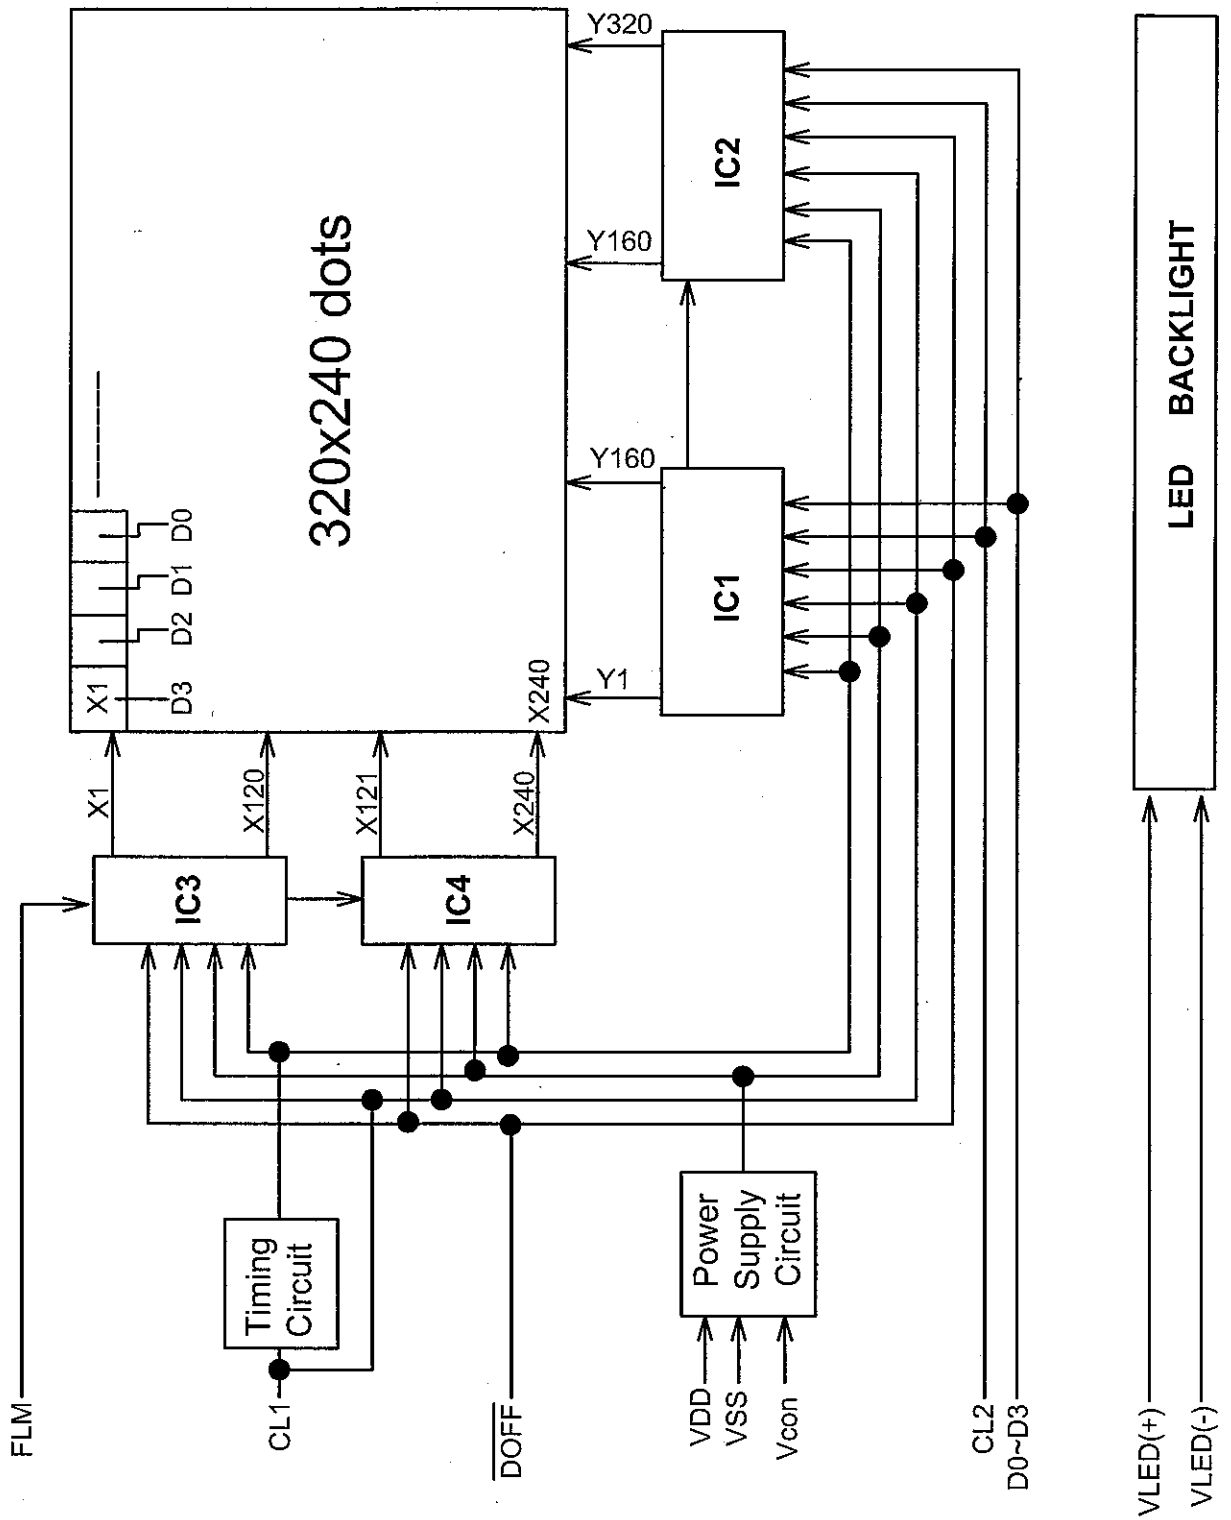 FLM
CL1
Timing
Circuit
DOFF
VDD
VSS
Vcon
Power
Supply
Circuit
CL2
D0~D3
VLED(+)
VLED(-)
IC3
IC4
X1
X120
X121
X240
X1
D3
D2
D1
D0
X240
320x240 dots
Y1
Y160
Y160
Y320
IC1
IC2
LED BACKLIGHT